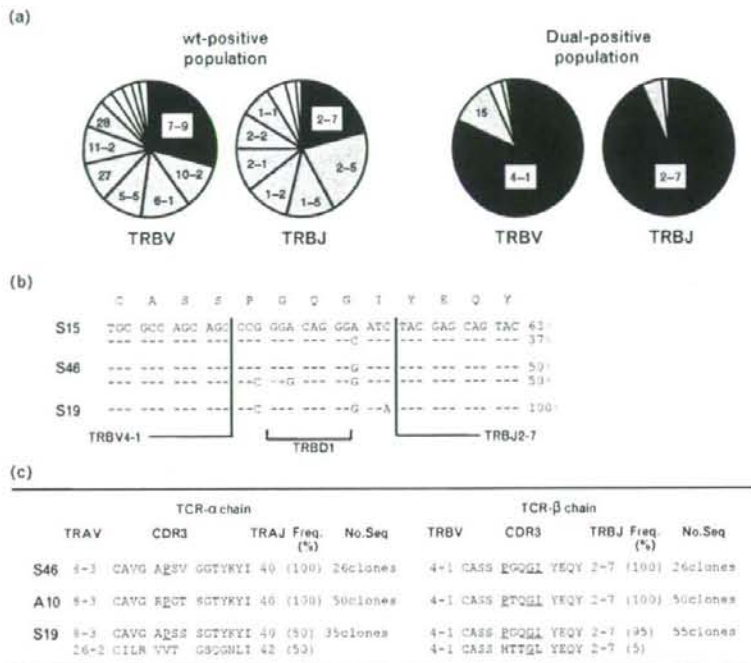 (a)
wt-positive population
Dual-positive population
7-9
10-2
6-1
5-5
27
11-2
28
TRBV
2-7
2-5
1-5
1-2
2-1
2-2
1-1
TRBJ
15
4-1
TRBV
2-7
TRBJ
(b)
C A S S P G Q G I Y E Q Y
S15 TGC GCC AGC AGC CCG GGA CAG GGA ATC TAC GAG CAG TAC
--- --- --- --- --- --- --- --C --- --- --- --- --- 37
S46 --- --- --- --- --- --- --- --G --- --- --- --- --- 50
--- --- --- --- --C --G --- --G --- --- --- --- --- 50
S19 --- --- --- --- --C --- --- --G --A --- --- --- --- 100
TRBV4-1
TRBD1
TRBJ2-7
(c)
TCR-α chain TCR-β chain
TRAV CDR3 TRAJ Freq. (%) No.Seq TRBV CDR3 TRBJ Freq. (%) No.Seq
S46 8-3 CAVG APSV GGTYKYI 40 (100) 26clones 4-1 CASS PGQGI YEQY 2-7 (100) 26clones
A10 8-3 CAVG RPGT SGTYKYI 40 (100) 50clones 4-1 CASS PTQGI YEQY 2-7 (100) 50clones
S19 8-3 CAVG APSS SGTYKYI 40 (50) 35clones 4-1 CASS PGQGI YEQY 2-7 (95) 55clones
26-2 CILR VVT GSQGNLI 42 (50) 4-1 CASS HTTGL YEQY 2-7 (5)